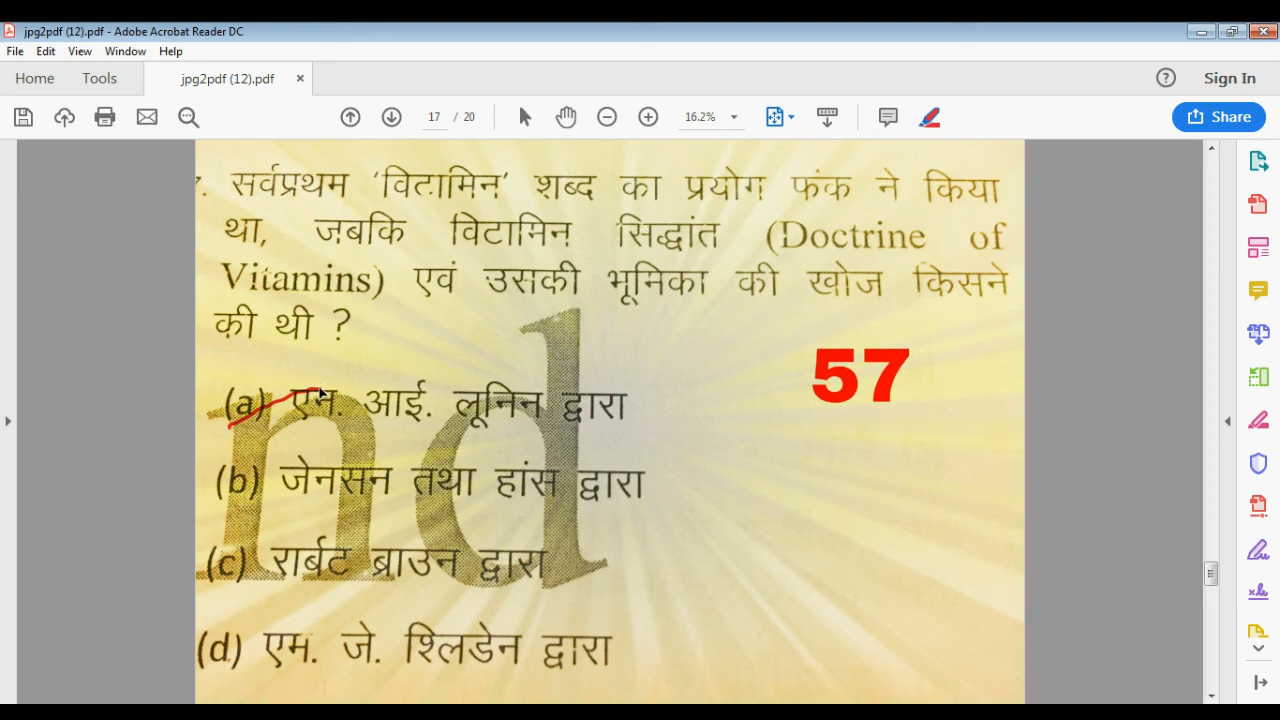 jpg2pdf (12).pdf - Adobe Acrobat Reader DC
File Edit View Window Help
Home Tools jpg2pdf (12).pdf × Sign In
17 / 20 16.2% Share
7. सर्वप्रथम 'विटामिन' शब्द का प्रयोग फंक ने किया
था, जबकि विटामिन सिद्धांत (Doctrine of
Vitamins) एवं उसकी भूमिका की खोज किसने
की थी ?
57
(a) एन. आई. लूनिन द्वारा
(b) जेनसन तथा हांस द्वारा
(c) रार्बट ब्राउन द्वारा
(d) एम. जे. श्लिडेन द्वारा
nd